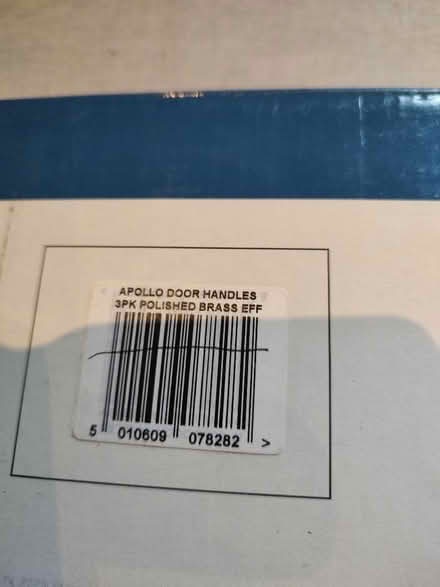 APOLLO DOOR HANDLES
3PK POLISHED BRASS EFF
5 010609 078282 >